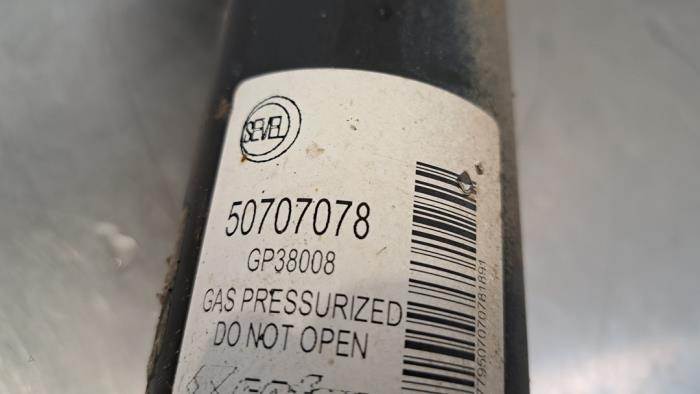 SEVEL
50707078
GP38008
GAS PRESSURIZED
DO NOT OPEN